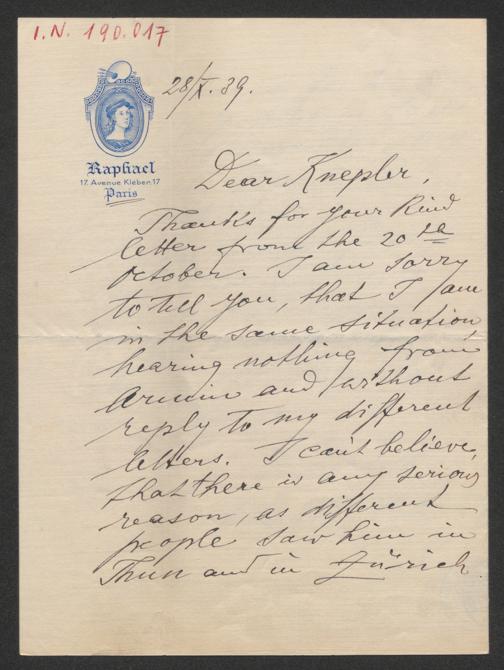 I.N. 190.017
28/X. 39.
Raphael
17. Avenue Kléber. 17
Paris
Dear Knepler,
Thanks for your kind
letter from the 20th
October. I am sorry
to tell you, that I am
in the same situation
hearing nothing from
Armin and without
reply to my different
letters. I can't believe,
that there is any serious
reason, as different
people saw him in
Thun and in Zürich